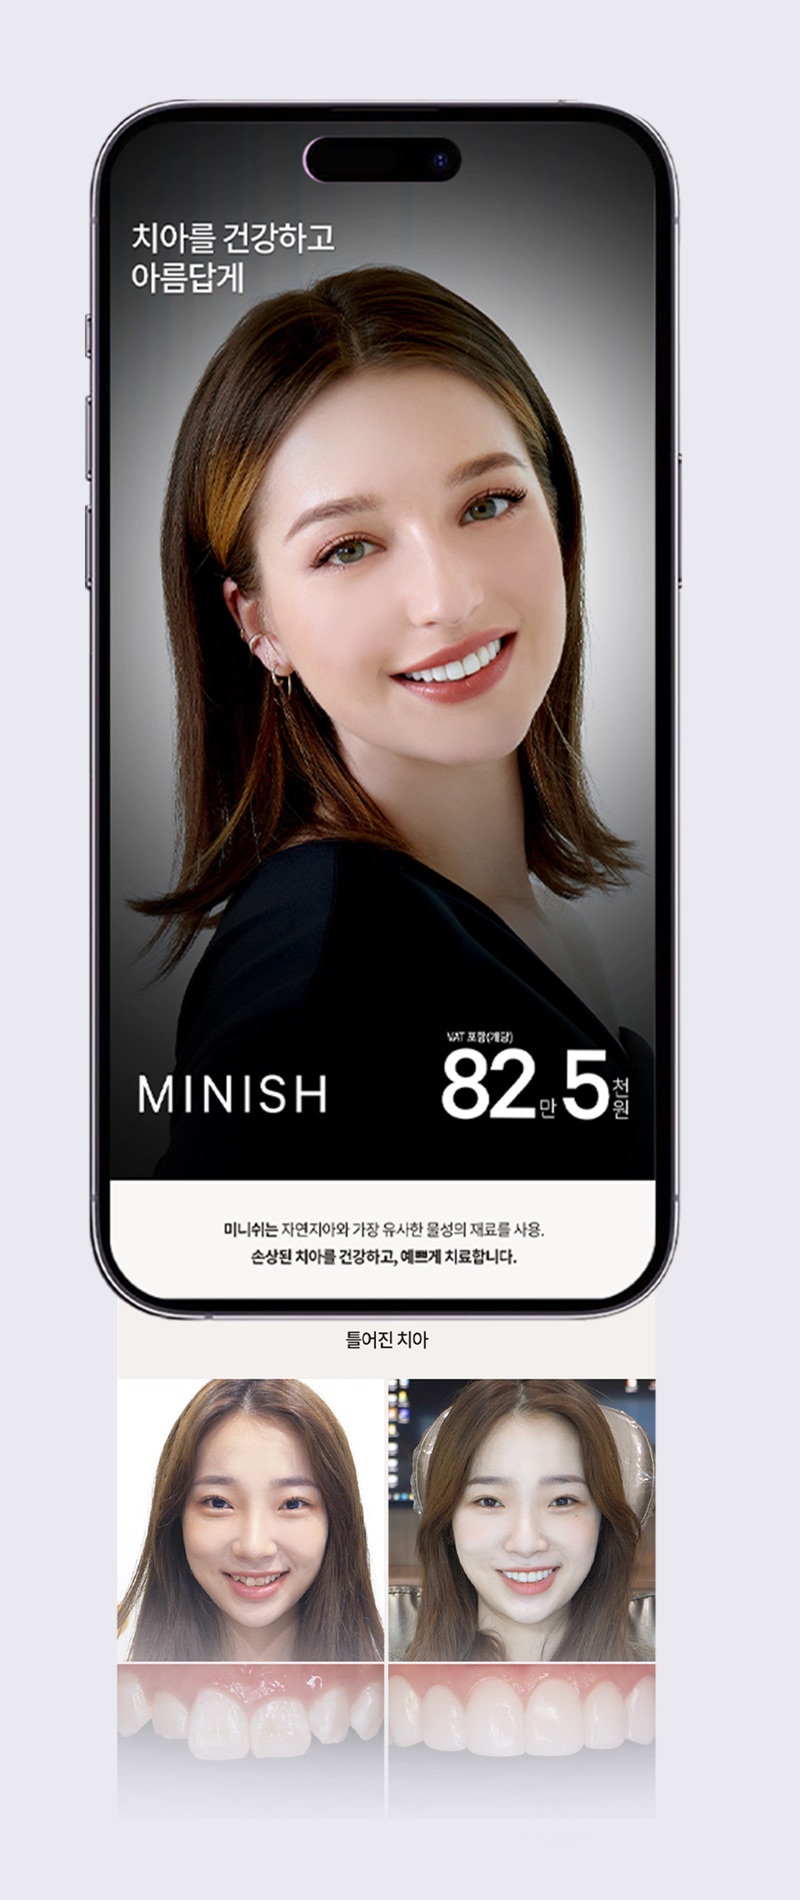 치아를 건강하고
아름답게
VAT 포함(개당)
MINISH
82만 5천원
미니쉬는 자연치아와 가장 유사한 물성의 재료를 사용.
손상된 치아를 건강하고, 예쁘게 치료합니다.
틀어진 치아